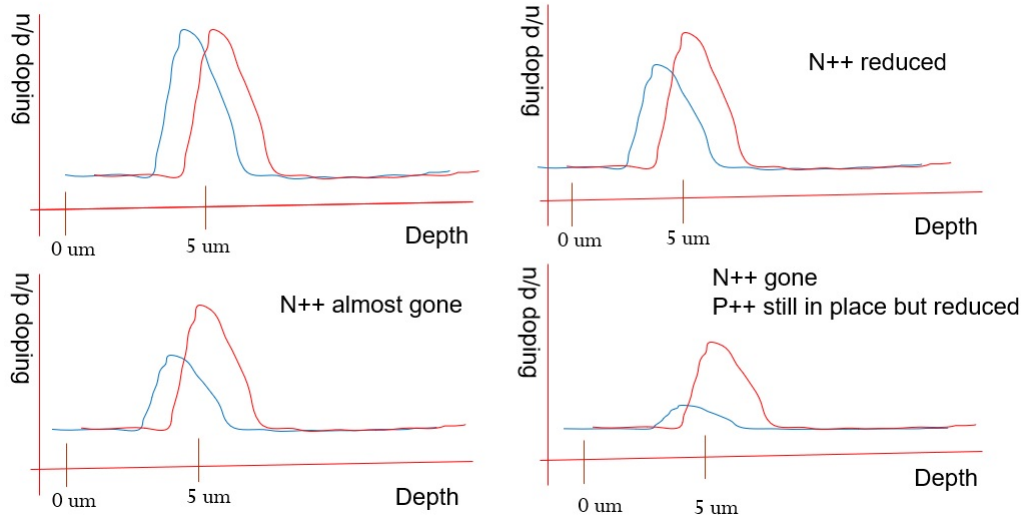 n/p doping
0 um
5 um
Depth
n/p doping
N++ reduced
0 um
5 um
Depth
n/p doping
N++ almost gone
0 um
5 um
Depth
n/p doping
N++ gone
P++ still in place but reduced
0 um
5 um
Depth